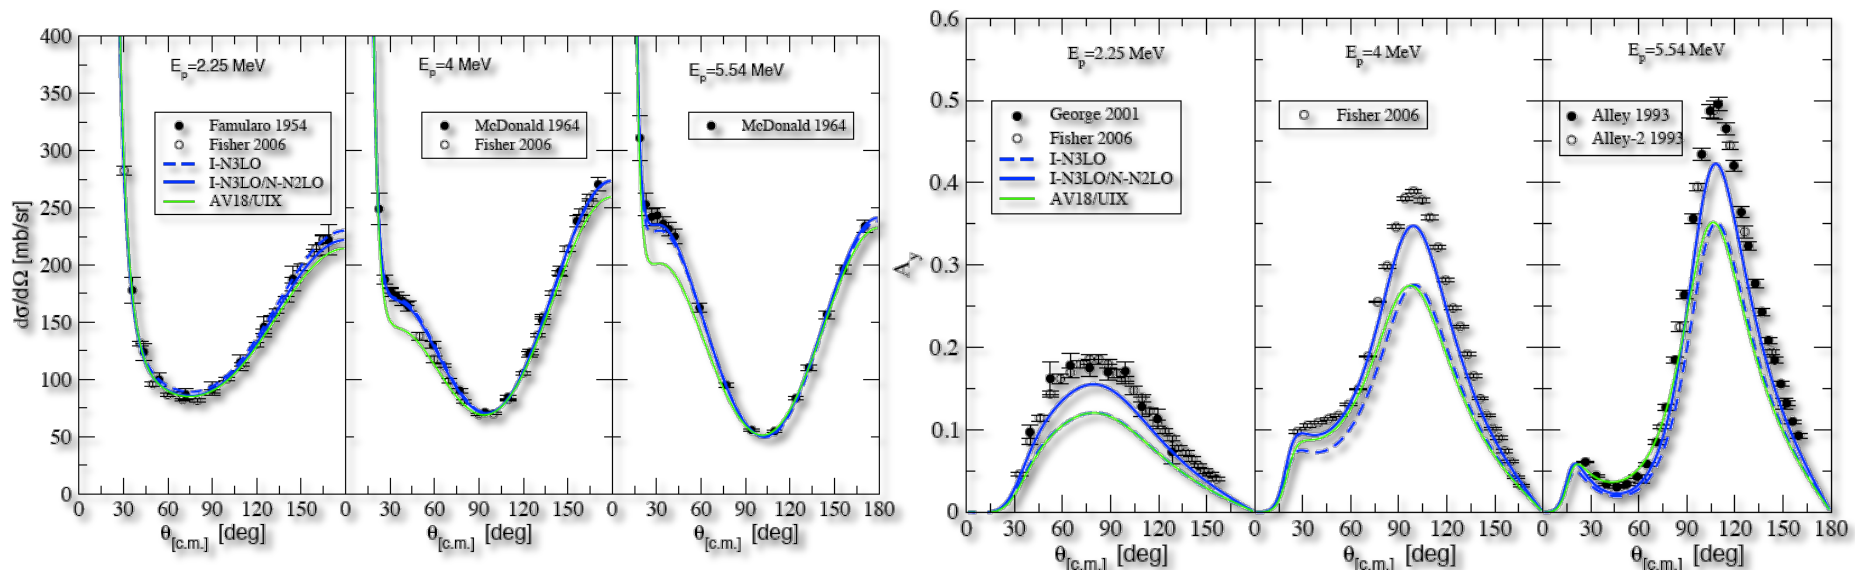 400
350
300
250
200
150
100
50
0
dσ/dΩ [mb/sr]
E_p=2.25 MeV
Famularo 1954
Fisher 2006
I-N3LO
I-N3LO/N-N2LO
AV18/UIX
E_p=4 MeV
McDonald 1964
Fisher 2006
E_p=5.54 MeV
McDonald 1964
0 30 60 90 120 150 0 30 60 90 120 150 0 30 60 90 120 150 180
θ[c.m.] [deg] θ[c.m.] [deg] θ[c.m.] [deg]
0.6
0.5
0.4
0.3
0.2
0.1
0
A_y
E_p=2.25 MeV
George 2001
Fisher 2006
I-N3LO
I-N3LO/N-N2LO
AV18/UIX
E_p=4 MeV
Fisher 2006
E_p=5.54 MeV
Alley 1993
Alley-2 1993
0 30 60 90 120 150 0 30 60 90 120 150 0 30 60 90 120 150 180
θ[c.m.] [deg] θ[c.m.] [deg] θ[c.m.] [deg]